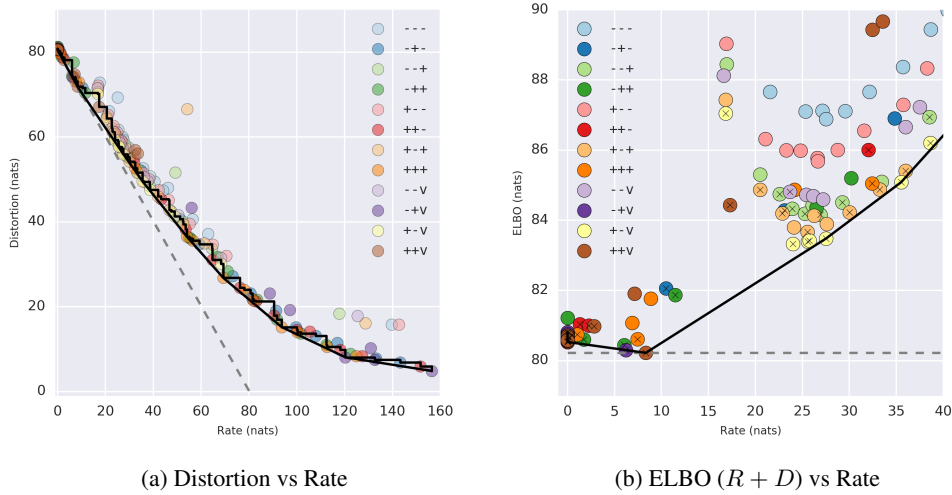 80
60
40
20
0
Distortion (nats)
0 20 40 60 80 100 120 140 160
Rate (nats)
- - -
- + -
- - +
- + +
+ - -
+ + -
+ - +
+ + +
- - v
- + v
+ - v
+ + v
(a) Distortion vs Rate
90
88
86
84
82
80
ELBO (nats)
0 5 10 15 20 25 30 35 40
Rate (nats)
- - -
- + -
- - +
- + +
+ - -
+ + -
+ - +
+ + +
- - v
- + v
+ - v
+ + v
(b) ELBO (R + D) vs Rate